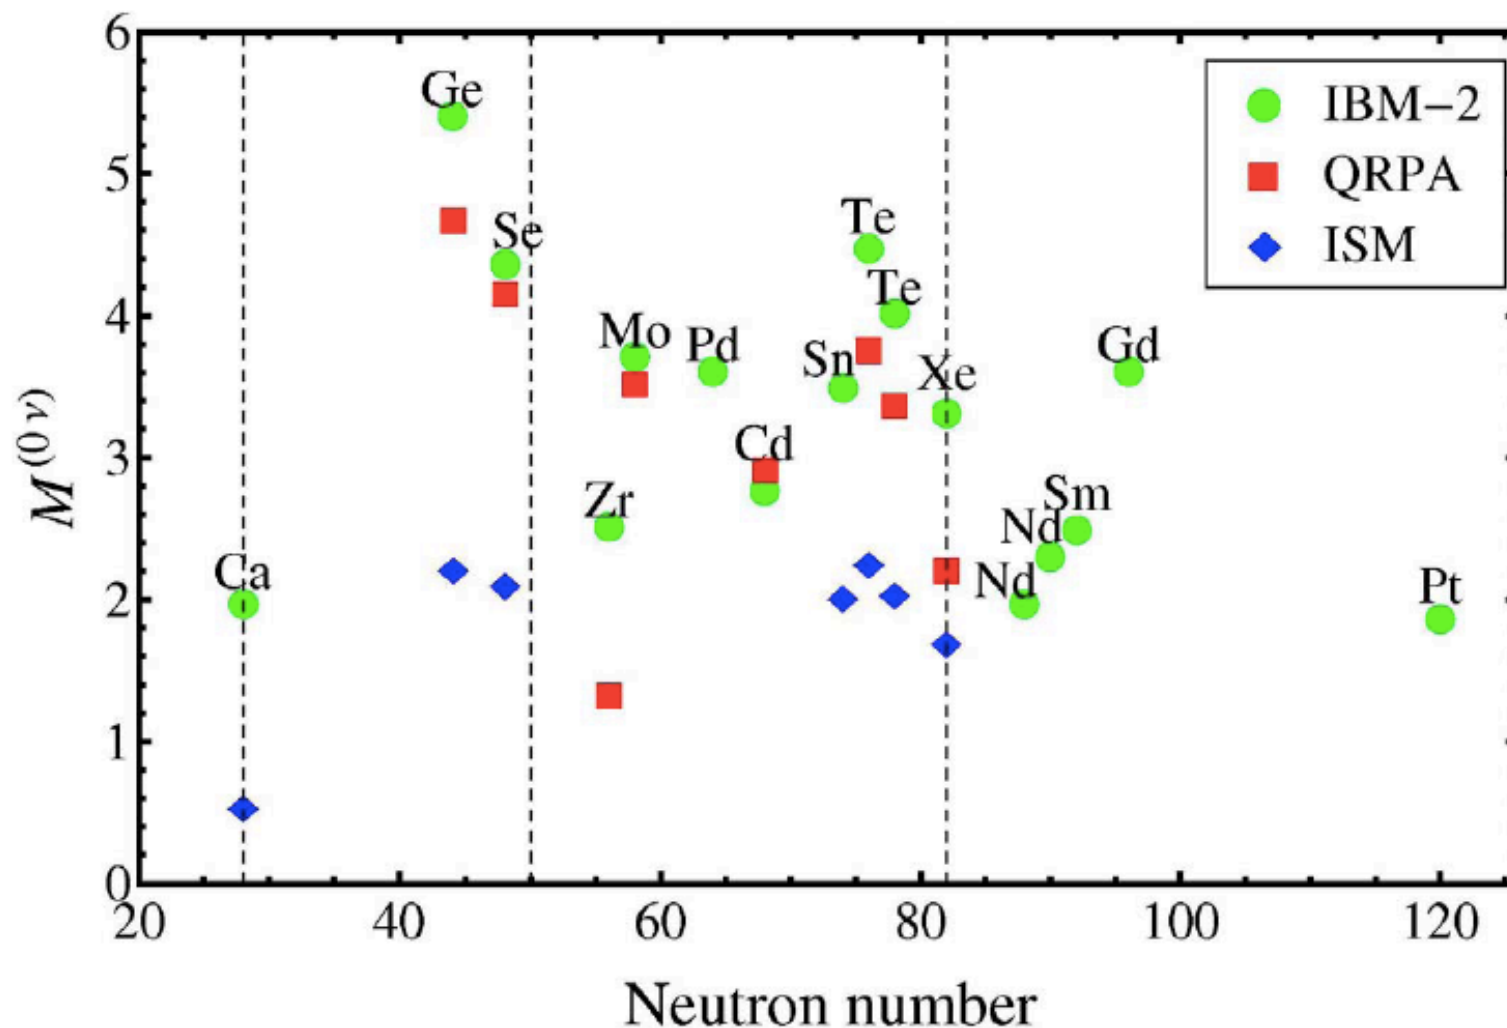 6
5
4
3
2
1
0
M(0ν)
20 40 60 80 100 120
Neutron number
IBM−2
QRPA
ISM
Ge
Se
Te
Te
Mo
Pd
Sn
Xe
Gd
Cd
Zr
Sm
Nd
Nd
Ca
Pt